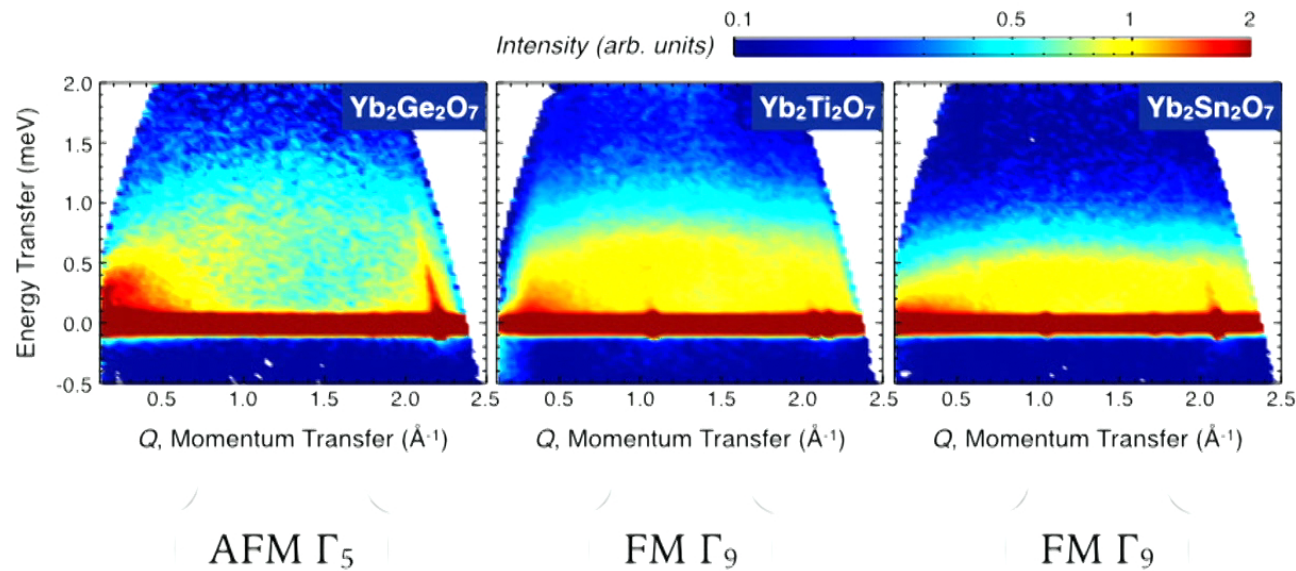 0.1 0.5 1 2
Intensity (arb. units)
Yb₂Ge₂O₇ Yb₂Ti₂O₇ Yb₂Sn₂O₇
2.0
1.5
1.0
0.5
0.0
-0.5
Energy Transfer (meV)
0.5 1.0 1.5 2.0 2.5 0.5 1.0 1.5 2.0 2.5 0.5 1.0 1.5 2.0 2.5
Q, Momentum Transfer (Å⁻¹) Q, Momentum Transfer (Å⁻¹) Q, Momentum Transfer (Å⁻¹)
AFM Γ₅ FM Γ₉ FM Γ₉